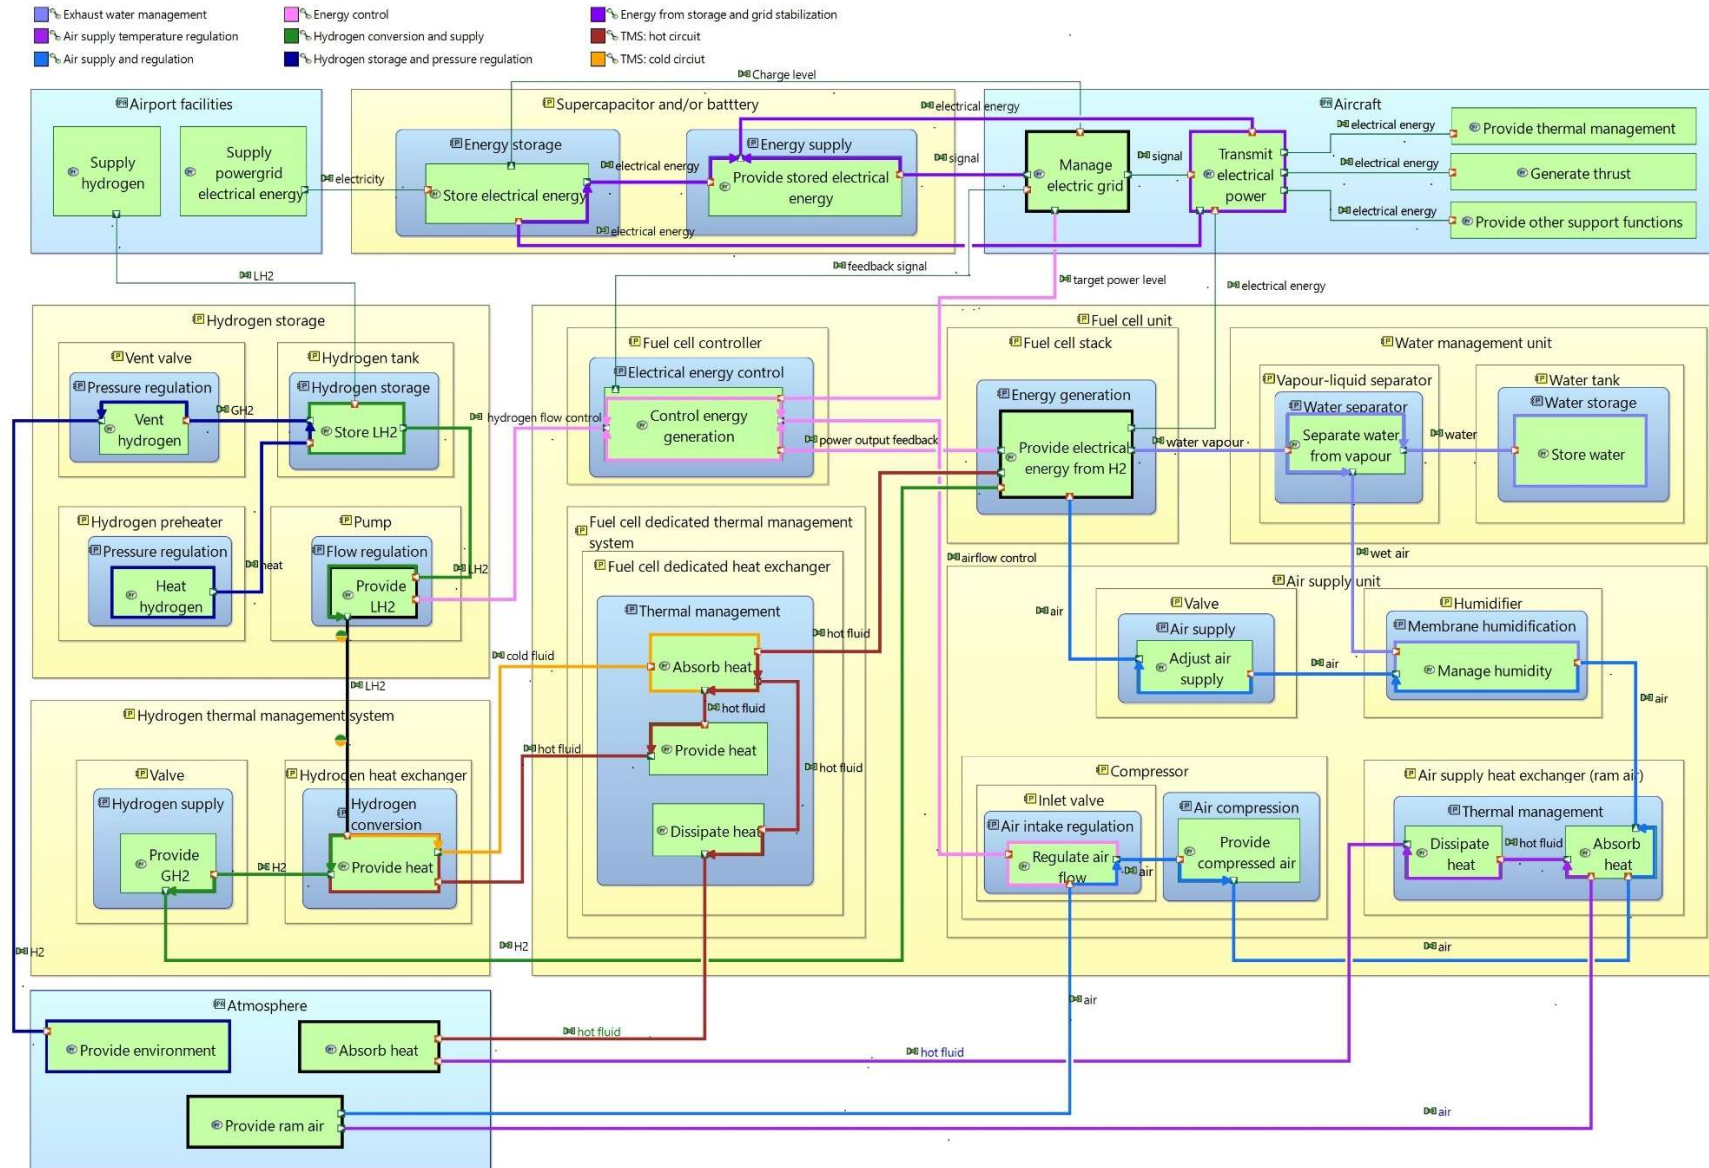 Exhaust water management
Energy control
Energy from storage and grid stabilization
Air supply temperature regulation
Hydrogen conversion and supply
TMS: hot circuit
Air supply and regulation
Hydrogen storage and pressure regulation
TMS: cold circiut
Charge level
Airport facilities
Supply
hydrogen
Supply
powergrid
electrical energy
electricity
LH2
Supercapacitor and/or batttery
Energy storage
Store electrical energy
electrical energy
electrical energy
Energy supply
Provide stored electrical
energy
electrical energy
signal
Aircraft
Manage
electric grid
signal
Transmit
electrical
power
electrical energy
Provide thermal management
electrical energy
Generate thrust
electrical energy
Provide other support functions
feedback signal
target power level
electrical energy
Hydrogen storage
Vent valve
Pressure regulation
Vent
hydrogen
GH2
Hydrogen tank
Hydrogen storage
Store LH2
Hydrogen preheater
Pressure regulation
Heat
hydrogen
heat
Pump
Flow regulation
Provide
LH2
LH2
hydrogen flow control
cold fluid
LH2
Fuel cell unit
Fuel cell controller
Electrical energy control
Control energy
generation
power output feedback
Fuel cell stack
Energy generation
Provide electrical
energy from H2
water vapour
Water management unit
Vapour-liquid separator
Water separator
Separate water
from vapour
water
Water tank
Water storage
Store water
wet air
airflow control
Fuel cell dedicated thermal management
system
Fuel cell dedicated heat exchanger
Thermal management
Absorb heat
hot fluid
hot fluid
Provide heat
hot fluid
Dissipate heat
hot fluid
Air supply unit
air
Valve
Air supply
Adjust air
supply
air
Humidifier
Membrane humidification
Manage humidity
air
Compressor
Inlet valve
Air intake regulation
Regulate air
flow
air
Air compression
Provide
compressed air
Air supply heat exchanger (ram air)
Thermal management
Dissipate
heat
hot fluid
Absorb
heat
air
Hydrogen thermal management system
Valve
Hydrogen supply
Provide
GH2
H2
Hydrogen heat exchanger
Hydrogen
conversion
Provide heat
H2
H2
Atmosphere
Provide environment
Absorb heat
hot fluid
air
hot fluid
Provide ram air
air